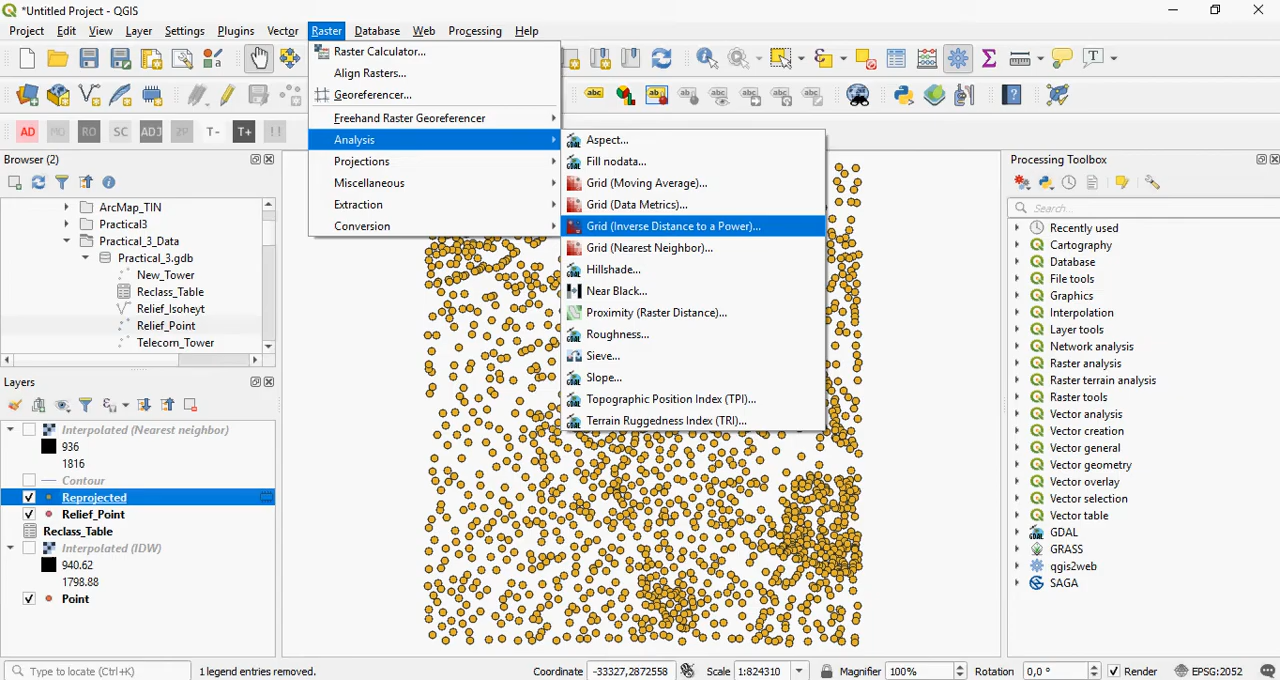 *Untitled Project - QGIS
Project Edit View Layer Settings Plugins Vector Raster Database Web Processing Help
Raster Calculator...
Align Rasters...
Georeferencer...
Freehand Raster Georeferencer
Analysis
Projections
Miscellaneous
Extraction
Conversion
Aspect...
Fill nodata...
Grid (Moving Average)...
Grid (Data Metrics)...
Grid (Inverse Distance to a Power)...
Grid (Nearest Neighbor)...
Hillshade...
Near Black...
Proximity (Raster Distance)...
Roughness...
Sieve...
Slope...
Topographic Position Index (TPI)...
Terrain Ruggedness Index (TRI)...
AD MO RO SC ADJ 2P T- T+ !!
Browser (2)
ArcMap_TIN
Practical3
Practical_3_Data
Practical_3.gdb
New_Tower
Reclass_Table
Relief_Isoheyt
Relief_Point
Telecom_Tower
Layers
Interpolated (Nearest neighbor)
936
1816
Contour
Reprojected
Relief_Point
Reclass_Table
Interpolated (IDW)
940.62
1798.88
Point
Processing Toolbox
Search...
Recently used
Cartography
Database
File tools
Graphics
Interpolation
Layer tools
Network analysis
Raster analysis
Raster terrain analysis
Raster tools
Vector analysis
Vector creation
Vector general
Vector geometry
Vector overlay
Vector selection
Vector table
GDAL
GRASS
qgis2web
SAGA
Type to locate (Ctrl+K) 1 legend entries removed. Coordinate -33327,2872558 Scale 1:824310 Magnifier 100% Rotation 0,0 ° Render EPSG:2052